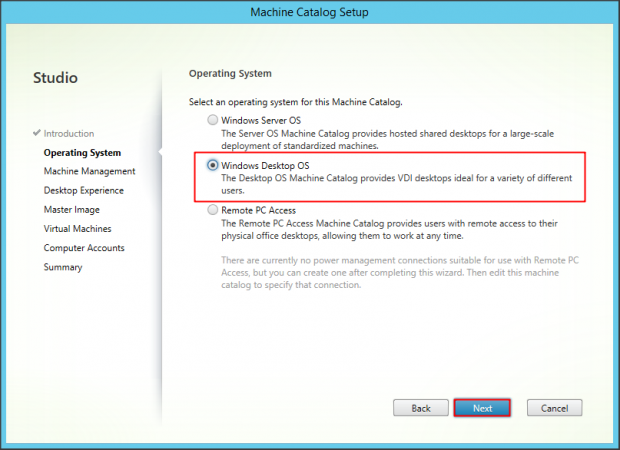 Machine Catalog Setup
Studio
Introduction
Operating System
Machine Management
Desktop Experience
Master Image
Virtual Machines
Computer Accounts
Summary
Operating System
Select an operating system for this Machine Catalog.
Windows Server OS
The Server OS Machine Catalog provides hosted shared desktops for a large-scale
deployment of standardized machines.
Windows Desktop OS
The Desktop OS Machine Catalog provides VDI desktops ideal for a variety of different
users.
Remote PC Access
The Remote PC Access Machine Catalog provides users with remote access to their
physical office desktops, allowing them to work at any time.
There are currently no power management connections suitable for use with Remote PC
Access, but you can create one after completing this wizard. Then edit this machine
catalog to specify that connection.
Back
Next
Cancel